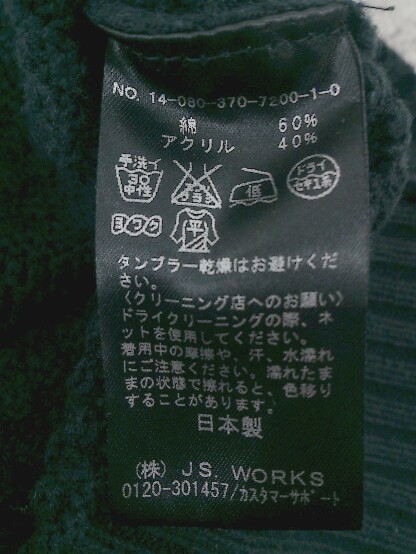 NO. 14-080-370-7200-1-0
綿 60%
アクリル 40%
手洗イ
30
中性
エンソサラシ
低
ドライ
セキユ系
ヨワク
平
タンブラー乾燥はお避けくだ
さい。
〈クリーニング店へのお願い〉
ドライクリーニングの際、ネ
ットを使用してください。
着用中の摩擦や、汗、水濡れ
にご注意ください。濡れたま
まの状態で擦れると、色移り
することがあります。
日本製
(株) J.S. WORKS
0120-301457/カスタマーサポート